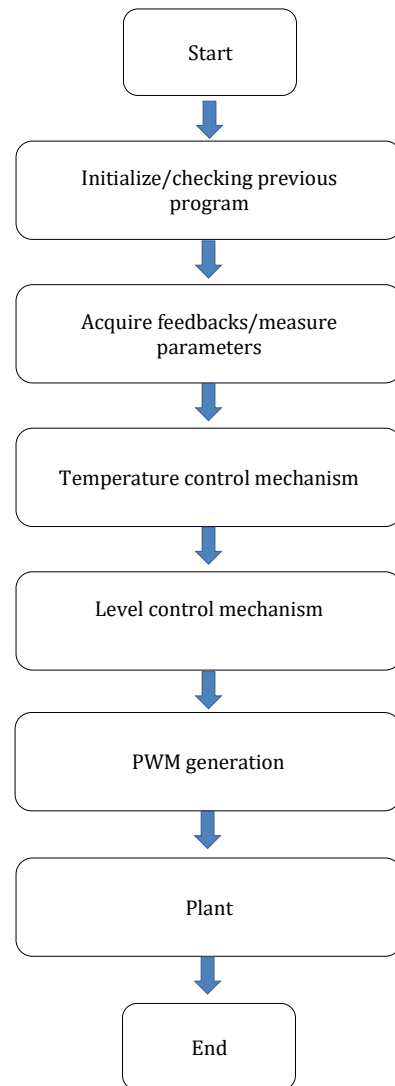 Start
Initialize/checking previous
program
Acquire feedbacks/measure
parameters
Temperature control mechanism
Level control mechanism
PWM generation
Plant
End